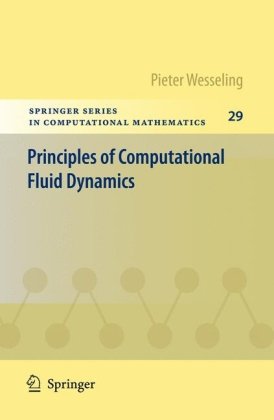 Pieter Wesseling
SPRINGER SERIES
IN COMPUTATIONAL MATHEMATICS 29
Principles of Computational
Fluid Dynamics
Springer